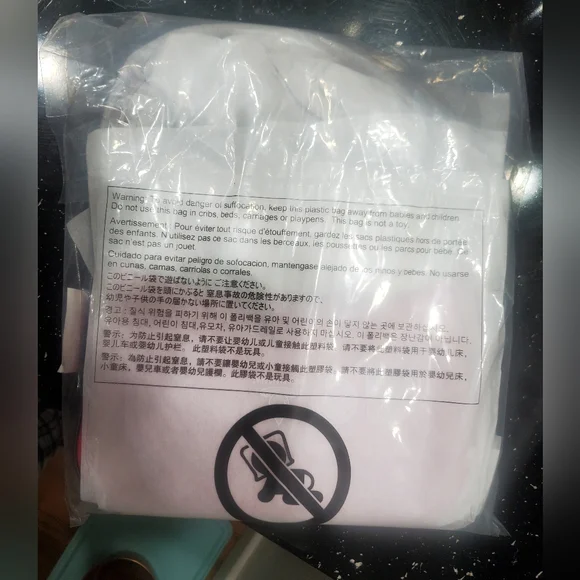 Warning: To avoid danger of suffocation, keep this plastic bag away from babies and children.
Do not use this bag in cribs, beds, carriages or playpens. This bag is not a toy.
Avertissement : Pour éviter tout risque d'étouffement, gardez les sacs plastiques hors de portée
des enfants. N'utilisez pas ce sac dans les berceaux, les poussettes ou les parcs pour bébé.
sac n'est pas un jouet.
Cuidado para evitar peligro de sofocacion, mantengase alejado de los niños y bebes. No usarse
en cunas, camas, carriolas o corrales.
このビニール袋で遊ばないように ご注意ください。
このビニール袋を頭にかぶると 窒息事故の危険性がありますので、
幼児や子供の手の届かない場所に置いてください。
경고 : 질식 위험을 피하기 위해 이 폴리백을 유아 및 어린이의 손이 닿지 않는 곳에 보관하십시오.
유아용 침대, 어린이 침대, 유모차, 유아가드레일로 사용하지 마십시오. 이 폴리백은 장난감이 아닙니다.
警示：为防止引起窒息，请不要让婴幼儿或儿童接触此塑料袋。请不要将此塑料袋用于婴幼儿床，
婴儿车或婴幼儿护栏。此塑料袋不是玩具。
警示：為防止引起窒息，請不要讓嬰幼兒或小童接觸此塑膠袋。請不要將此塑膠袋用於嬰幼兒床，
小童床，嬰兒車或者嬰幼兒護欄。此膠袋不是玩具。